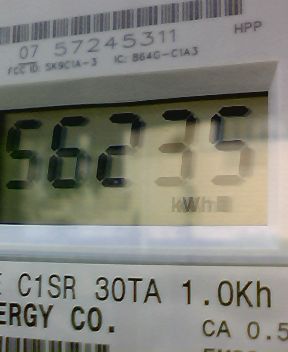 07 57245311
HPP
FCC ID: SK9C1A-3 IC: 864G-C1A3
56235
kWh
C1SR 30TA 1.0Kh
ERGY CO.
CA 0.5